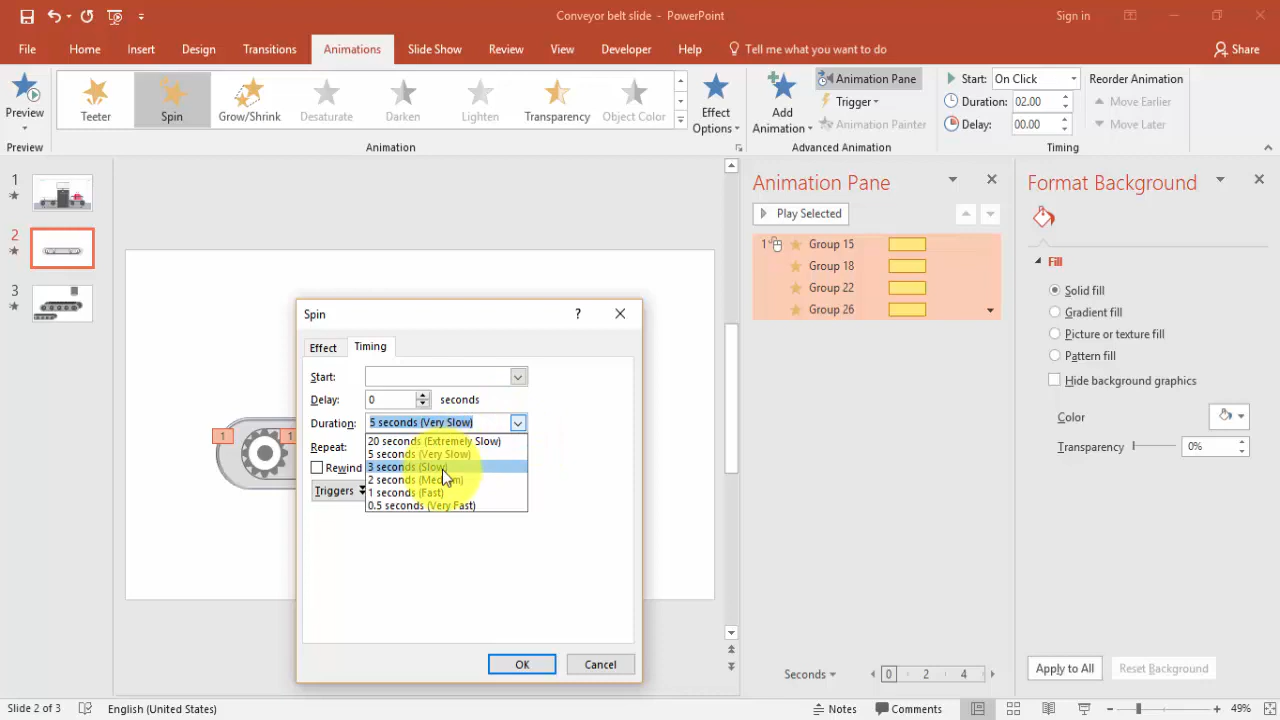 Conveyor belt slide - PowerPoint
Sign in
File
Home
Insert
Design
Transitions
Animations
Slide Show
Review
View
Developer
Help
Tell me what you want to do
Share
Preview
Teeter
Spin
Grow/Shrink
Desaturate
Darken
Lighten
Transparency
Object Color
Effect
Options
Add
Animation
Animation Pane
Trigger
Animation Painter
Start: On Click
Duration: 02.00
Delay: 00.00
Reorder Animation
Move Earlier
Move Later
Preview
Animation
Advanced Animation
Timing
1
2
3
1
1
Spin
?
Effect
Timing
Start:
Delay: 0 seconds
Duration: 5 seconds (Very Slow)
20 seconds (Extremely Slow)
5 seconds (Very Slow)
3 seconds (Slow)
2 seconds (Medium)
1 seconds (Fast)
0.5 seconds (Very Fast)
Repeat:
Rewind
Triggers
OK
Cancel
Animation Pane
Play Selected
1 Group 15
Group 18
Group 22
Group 26
Seconds
0 2 4
Format Background
Fill
Solid fill
Gradient fill
Picture or texture fill
Pattern fill
Hide background graphics
Color
Transparency 0%
Apply to All
Reset Background
Slide 2 of 3
English (United States)
Notes
Comments
49%